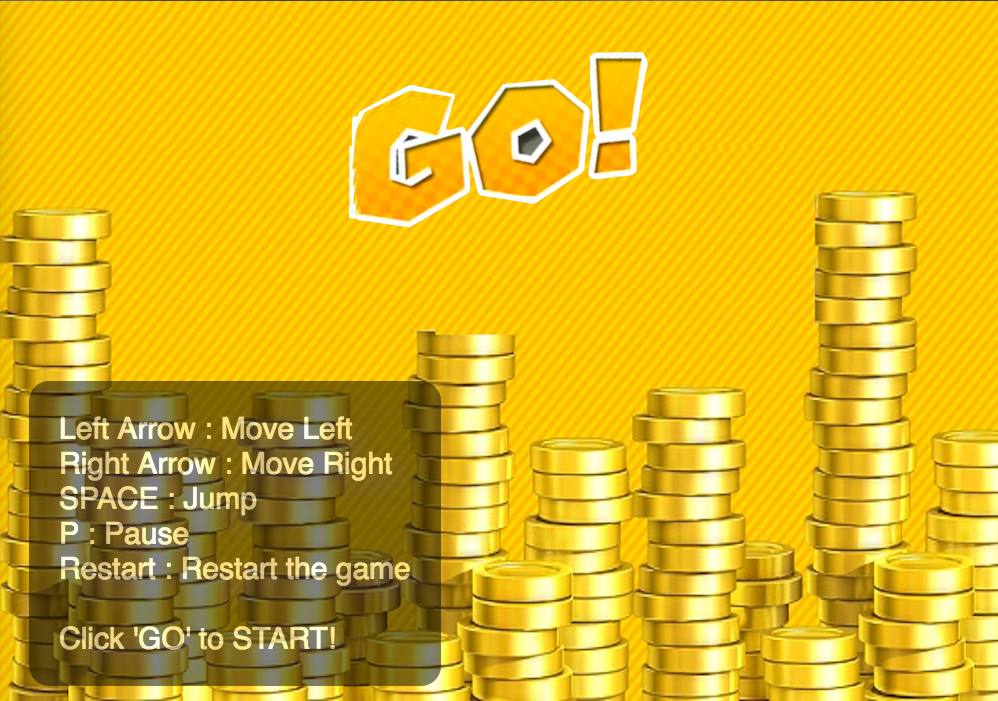 GO!
Left Arrow : Move Left
Right Arrow : Move Right
SPACE : Jump
P : Pause
Restart : Restart the game
Click 'GO' to START!